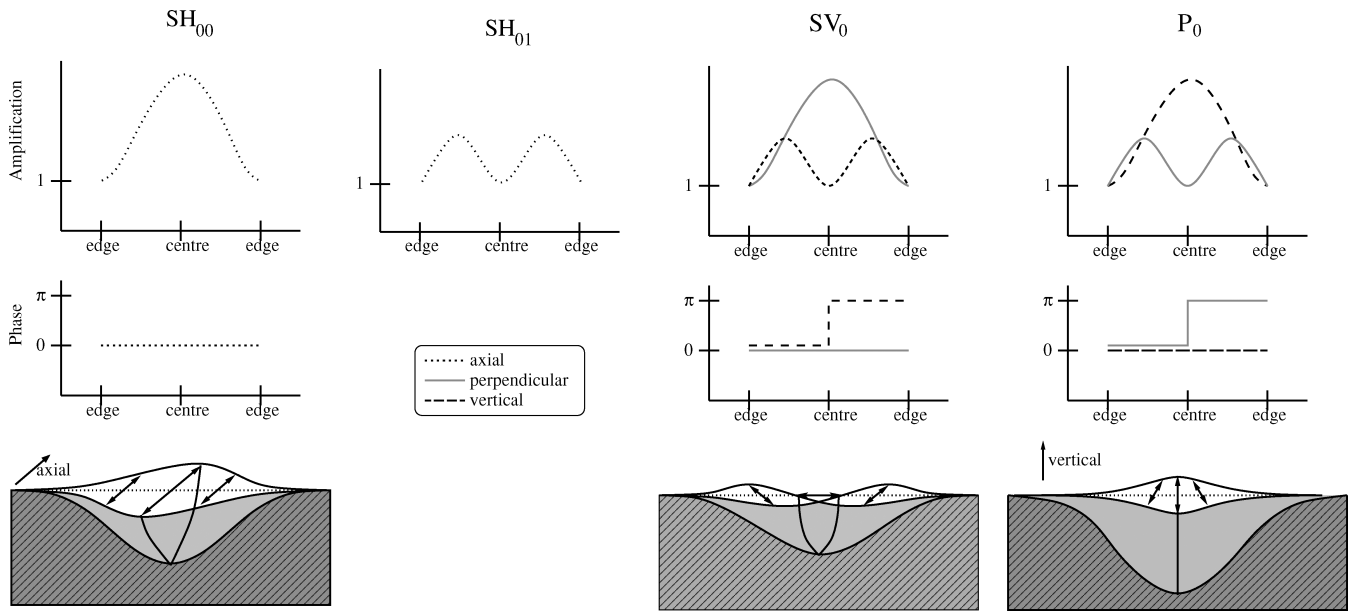 SH00
SH01
SV0
P0
Amplification
1
edge centre edge
1
edge centre edge
1
edge centre edge
1
edge centre edge
Phase
π
0
edge centre edge
axial
perpendicular
vertical
π
0
edge centre edge
π
0
edge centre edge
axial
vertical